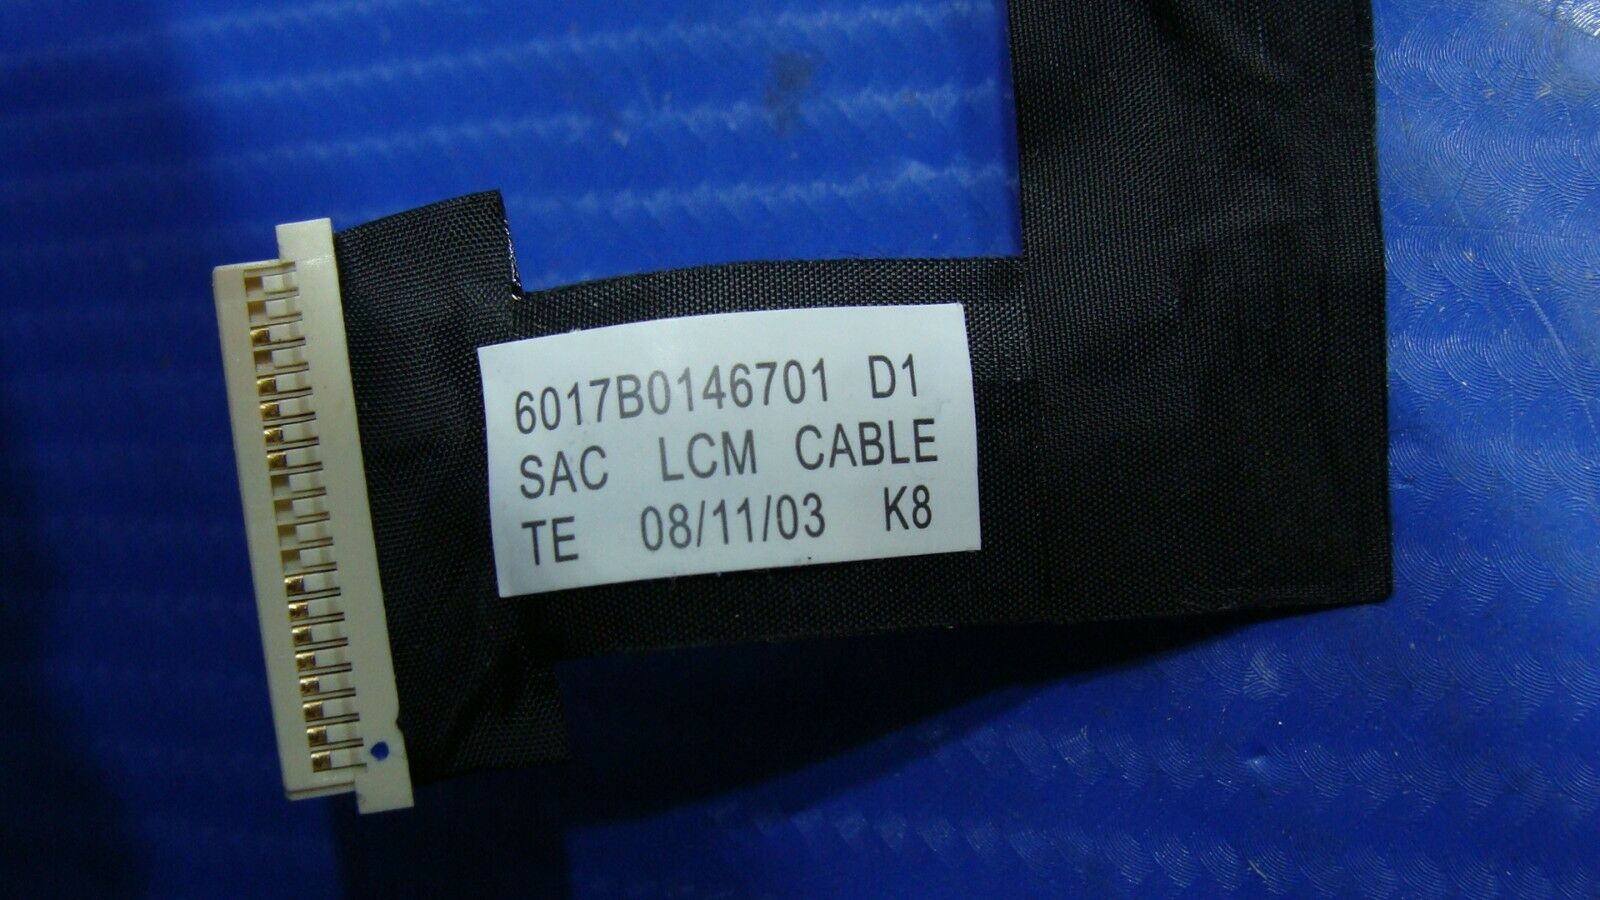 6017B0146701 D1
SAC LCM CABLE
TE 08/11/03 K8